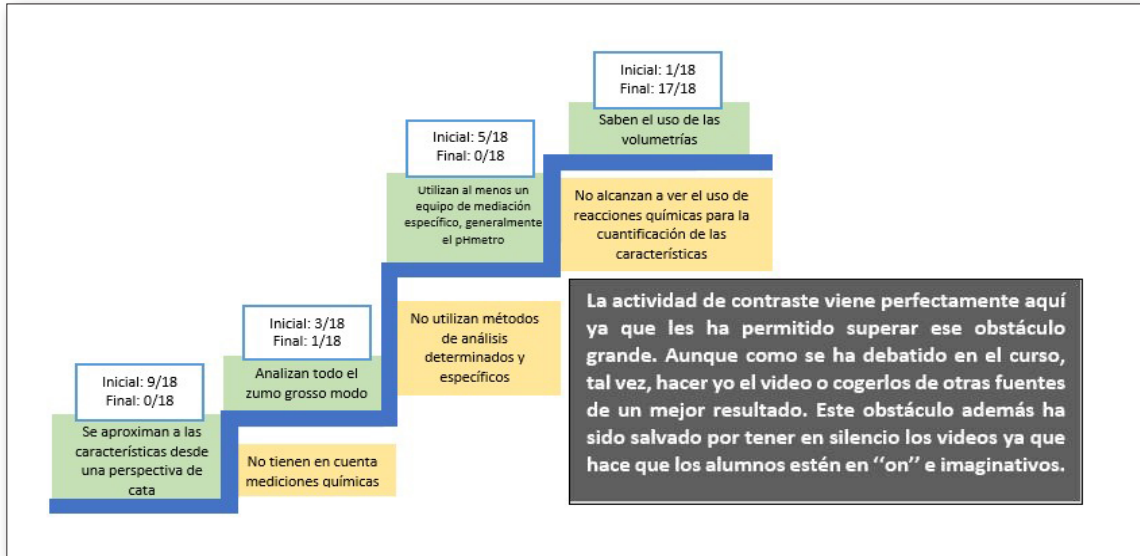 Inicial: 1/18
Final: 17/18
Saben el uso de las
volumetrías
Inicial: 5/18
Final: 0/18
Utilizan al menos un
equipo de mediación
específico, generalmente
el pHmetro
No alcanzan a ver el uso de
reacciones químicas para la
cuantificación de las
características
Inicial: 3/18
Final: 1/18
Analizan todo el
zumo grosso modo
No utilizan métodos
de análisis
determinados y
específicos
Inicial: 9/18
Final: 0/18
Se aproximan a las
características desde
una perspectiva de
cata
No tienen en cuenta
mediciones químicas
La actividad de contraste viene perfectamente aquí
ya que les ha permitido superar ese obstáculo
grande. Aunque como se ha debatido en el curso,
tal vez, hacer yo el video o cogerlos de otras fuentes
de un mejor resultado. Este obstáculo además ha
sido salvado por tener en silencio los videos ya que
hace que los alumnos estén en ‘‘on’’ e imaginativos.